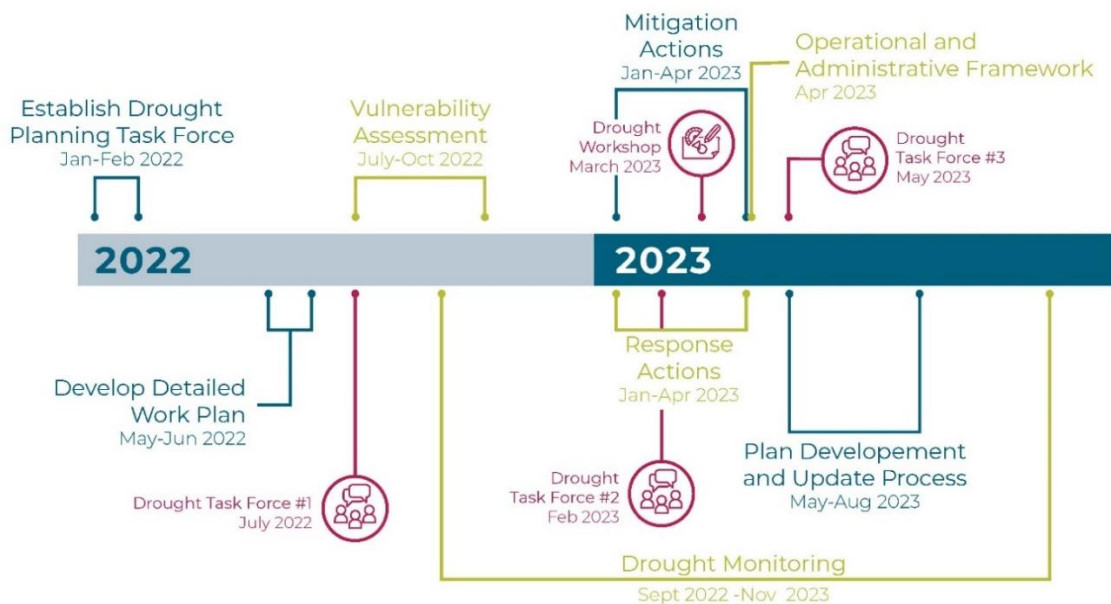 Establish Drought
Planning Task Force
Jan-Feb 2022
Vulnerability
Assessment
July-Oct 2022
Mitigation
Actions
Jan-Apr 2023
Drought
Workshop
March 2023
Operational and
Administrative Framework
Apr 2023
Drought
Task Force #3
May 2023
2022
2023
Develop Detailed
Work Plan
May-Jun 2022
Drought Task Force #1
July 2022
Response
Actions
Jan-Apr 2023
Drought
Task Force #2
Feb 2023
Plan Developement
and Update Process
May-Aug 2023
Drought Monitoring
Sept 2022 -Nov 2023